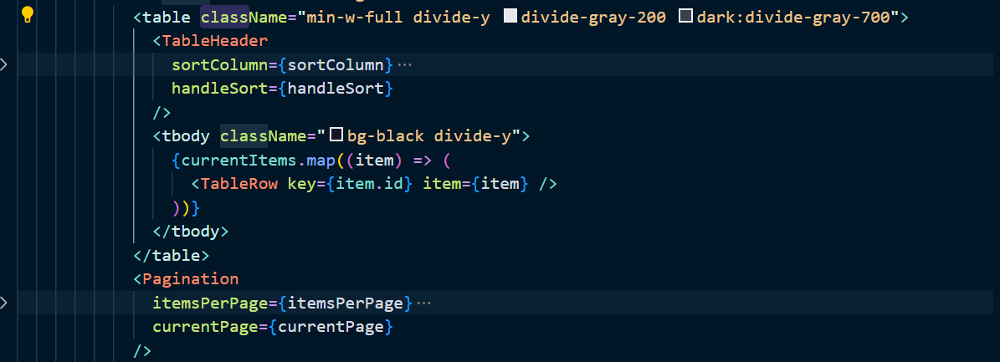 <table className="min-w-full divide-y divide-gray-200 dark:divide-gray-700">
<TableHeader
sortColumn={sortColumn}···
handleSort={handleSort}
/>
<tbody className="bg-black divide-y">
{currentItems.map((item) => (
<TableRow key={item.id} item={item} />
))}
</tbody>
</table>
<Pagination
itemsPerPage={itemsPerPage}···
currentPage={currentPage}
/>